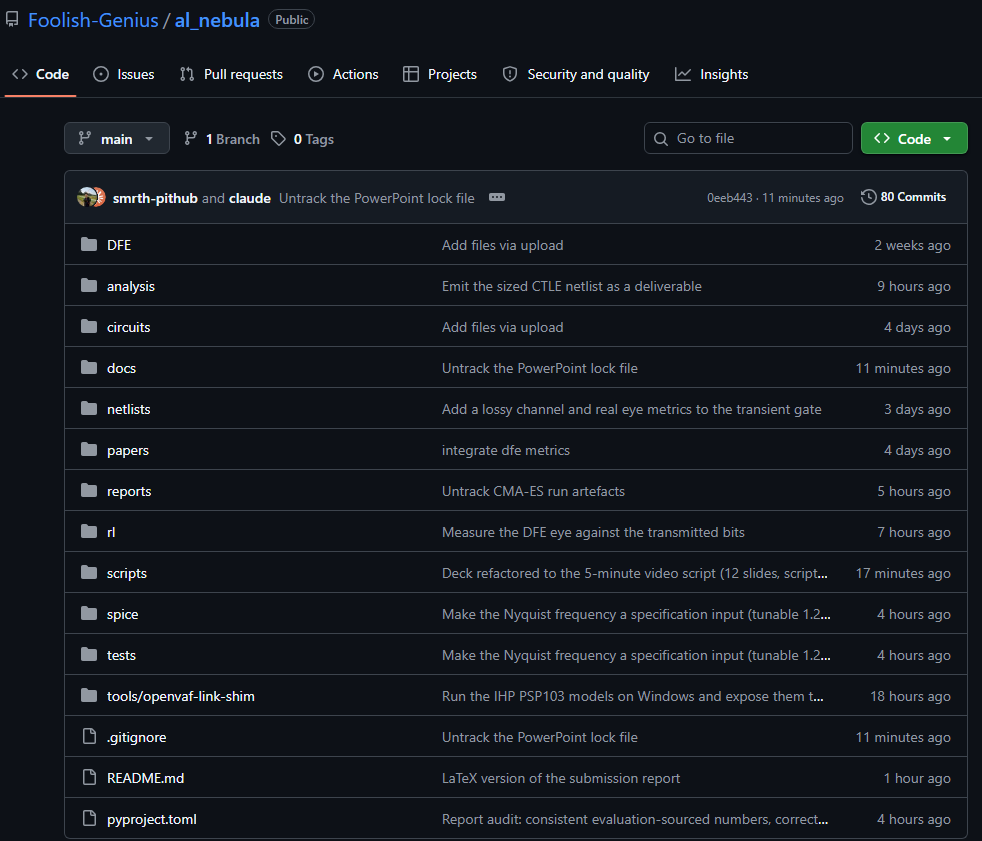 Foolish-Genius / al_nebula Public
Code Issues Pull requests Actions Projects Security and quality Insights
main 1 Branch 0 Tags Go to file Code
smrth-pithub and claude Untrack the PowerPoint lock file 0eeb443 · 11 minutes ago 80 Commits
DFE Add files via upload 2 weeks ago
analysis Emit the sized CTLE netlist as a deliverable 9 hours ago
circuits Add files via upload 4 days ago
docs Untrack the PowerPoint lock file 11 minutes ago
netlists Add a lossy channel and real eye metrics to the transient gate 3 days ago
papers integrate dfe metrics 4 days ago
reports Untrack CMA-ES run artefacts 5 hours ago
rl Measure the DFE eye against the transmitted bits 7 hours ago
scripts Deck refactored to the 5-minute video script (12 slides, script... 17 minutes ago
spice Make the Nyquist frequency a specification input (tunable 1.2... 4 hours ago
tests Make the Nyquist frequency a specification input (tunable 1.2... 4 hours ago
tools/openvaf-link-shim Run the IHP PSP103 models on Windows and expose them t... 18 hours ago
.gitignore Untrack the PowerPoint lock file 11 minutes ago
README.md LaTeX version of the submission report 1 hour ago
pyproject.toml Report audit: consistent evaluation-sourced numbers, correct... 4 hours ago